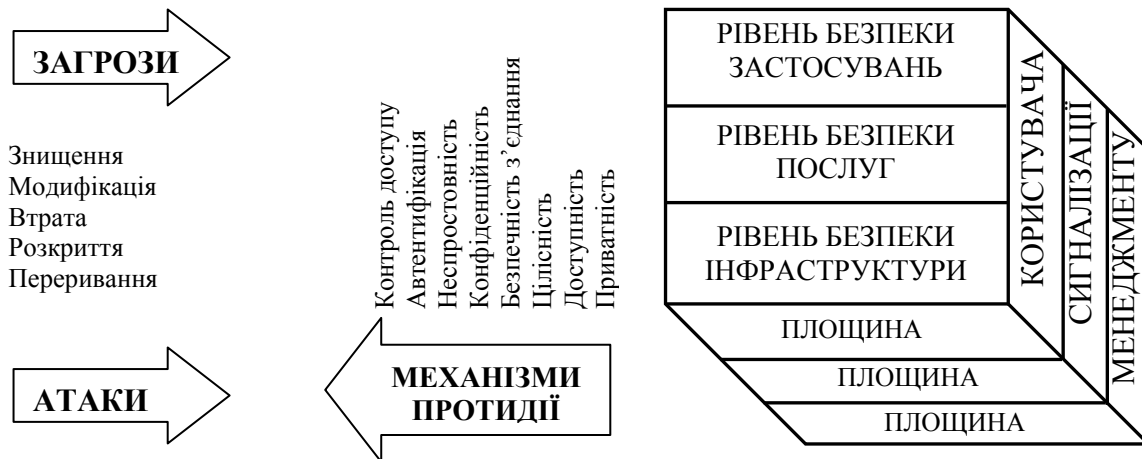 ЗАГРОЗИ
Знищення
Модифікація
Втрата
Розкриття
Переривання
АТАКИ
Контроль доступу
Автентифікація
Неспростовність
Конфіденційність
Безпечність з’єднання
Цілісність
Доступність
Приватність
МЕХАНІЗМИ
ПРОТИДІЇ
РІВЕНЬ БЕЗПЕКИ
ЗАСТОСУВАНЬ
РІВЕНЬ БЕЗПЕКИ
ПОСЛУГ
РІВЕНЬ БЕЗПЕКИ
ІНФРАСТРУКТУРИ
КОРИСТУВАЧА
СИГНАЛІЗАЦІЇ
МЕНЕДЖМЕНТУ
ПЛОЩИНА
ПЛОЩИНА
ПЛОЩИНА